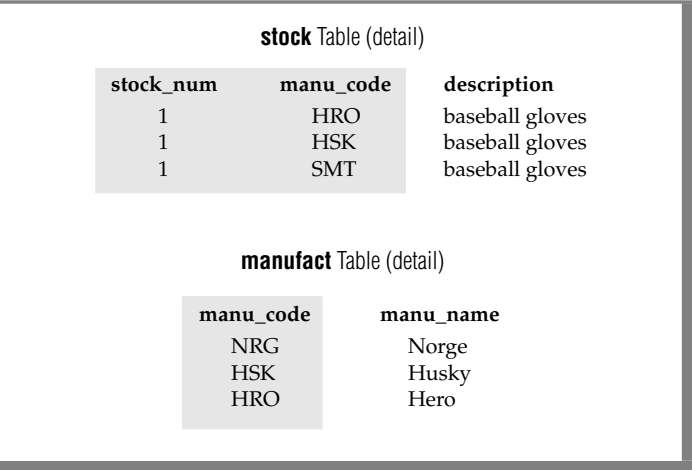 stock Table (detail)
stock_num manu_code description
1 HRO baseball gloves
1 HSK baseball gloves
1 SMT baseball gloves
manufact Table (detail)
manu_code manu_name
NRG Norge
HSK Husky
HRO Hero